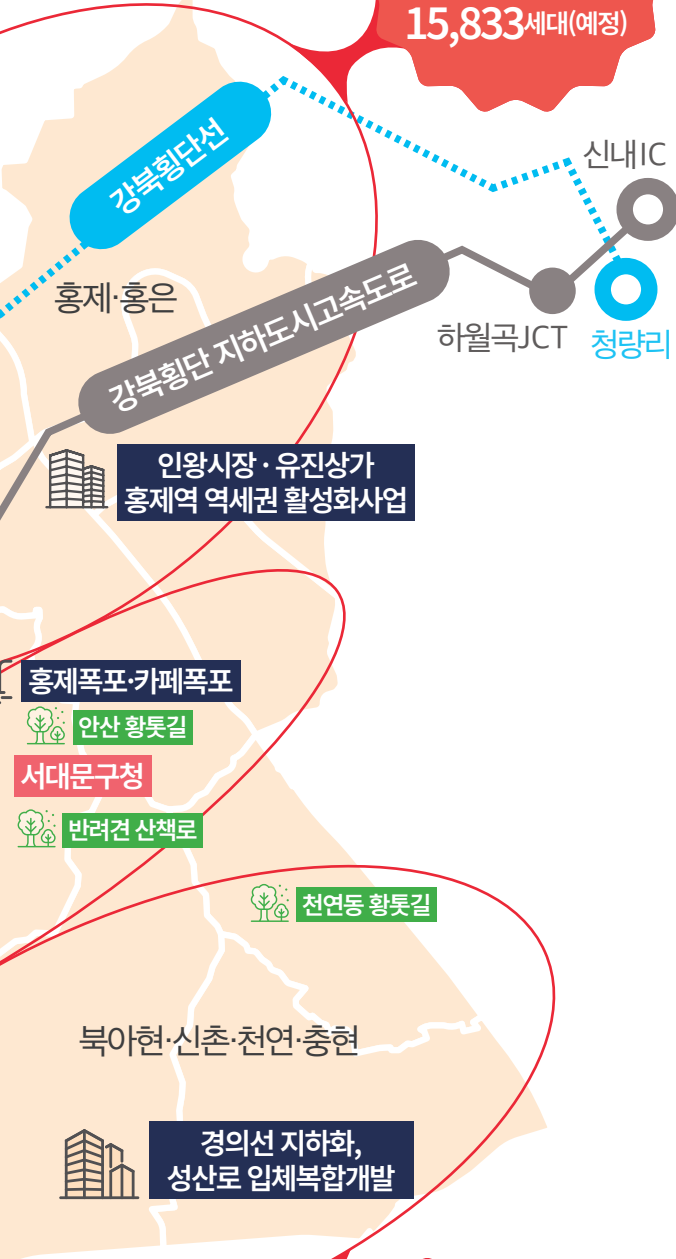 15,833세대(예정)
강북횡단선
신내IC
홍제·홍은
강북횡단 지하도시고속도로
하월곡JCT
청량리
인왕시장 · 유진상가
홍제역 역세권 활성화사업
홍제폭포·카페폭포
안산 황톳길
서대문구청
반려견 산책로
천연동 황톳길
북아현·신촌·천연·충현
경의선 지하화,
성산로 입체복합개발